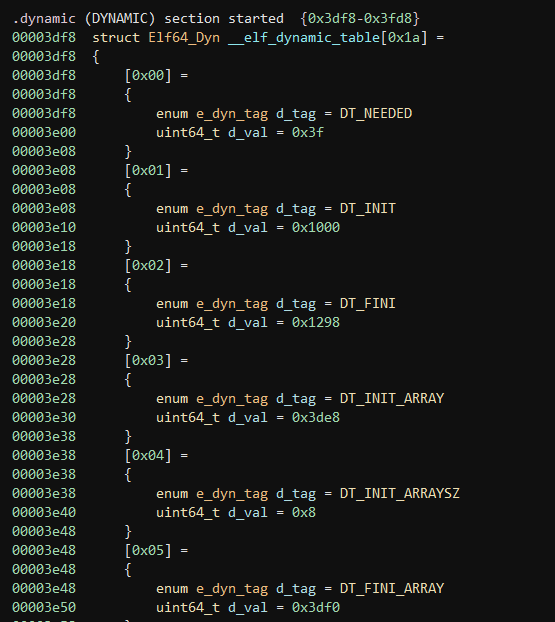 .dynamic (DYNAMIC) section started  {0x3df8-0x3fd8}
00003df8  struct Elf64_Dyn __elf_dynamic_table[0x1a] =
00003df8  {
00003df8      [0x00] =
00003df8      {
00003df8          enum e_dyn_tag d_tag = DT_NEEDED
00003e00          uint64_t d_val = 0x3f
00003e08      }
00003e08      [0x01] =
00003e08      {
00003e08          enum e_dyn_tag d_tag = DT_INIT
00003e10          uint64_t d_val = 0x1000
00003e18      }
00003e18      [0x02] =
00003e18      {
00003e18          enum e_dyn_tag d_tag = DT_FINI
00003e20          uint64_t d_val = 0x1298
00003e28      }
00003e28      [0x03] =
00003e28      {
00003e28          enum e_dyn_tag d_tag = DT_INIT_ARRAY
00003e30          uint64_t d_val = 0x3de8
00003e38      }
00003e38      [0x04] =
00003e38      {
00003e38          enum e_dyn_tag d_tag = DT_INIT_ARRAYSZ
00003e40          uint64_t d_val = 0x8
00003e48      }
00003e48      [0x05] =
00003e48      {
00003e48          enum e_dyn_tag d_tag = DT_FINI_ARRAY
00003e50          uint64_t d_val = 0x3df0